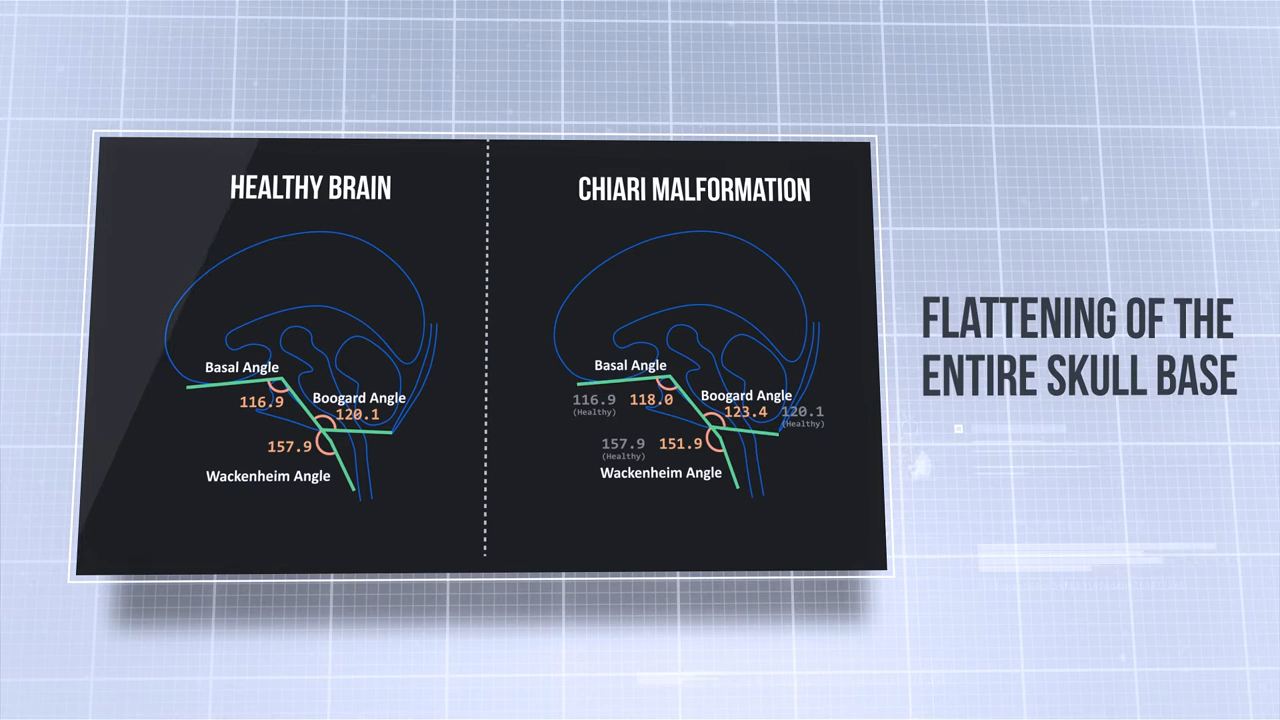 HEALTHY BRAIN
Basal Angle
116.9
Boogard Angle
120.1
157.9
Wackenheim Angle
CHIARI MALFORMATION
Basal Angle
116.9
(Healthy)
118.0
Boogard Angle
123.4
120.1
(Healthy)
157.9
(Healthy)
151.9
Wackenheim Angle
FLATTENING OF THE
ENTIRE SKULL BASE